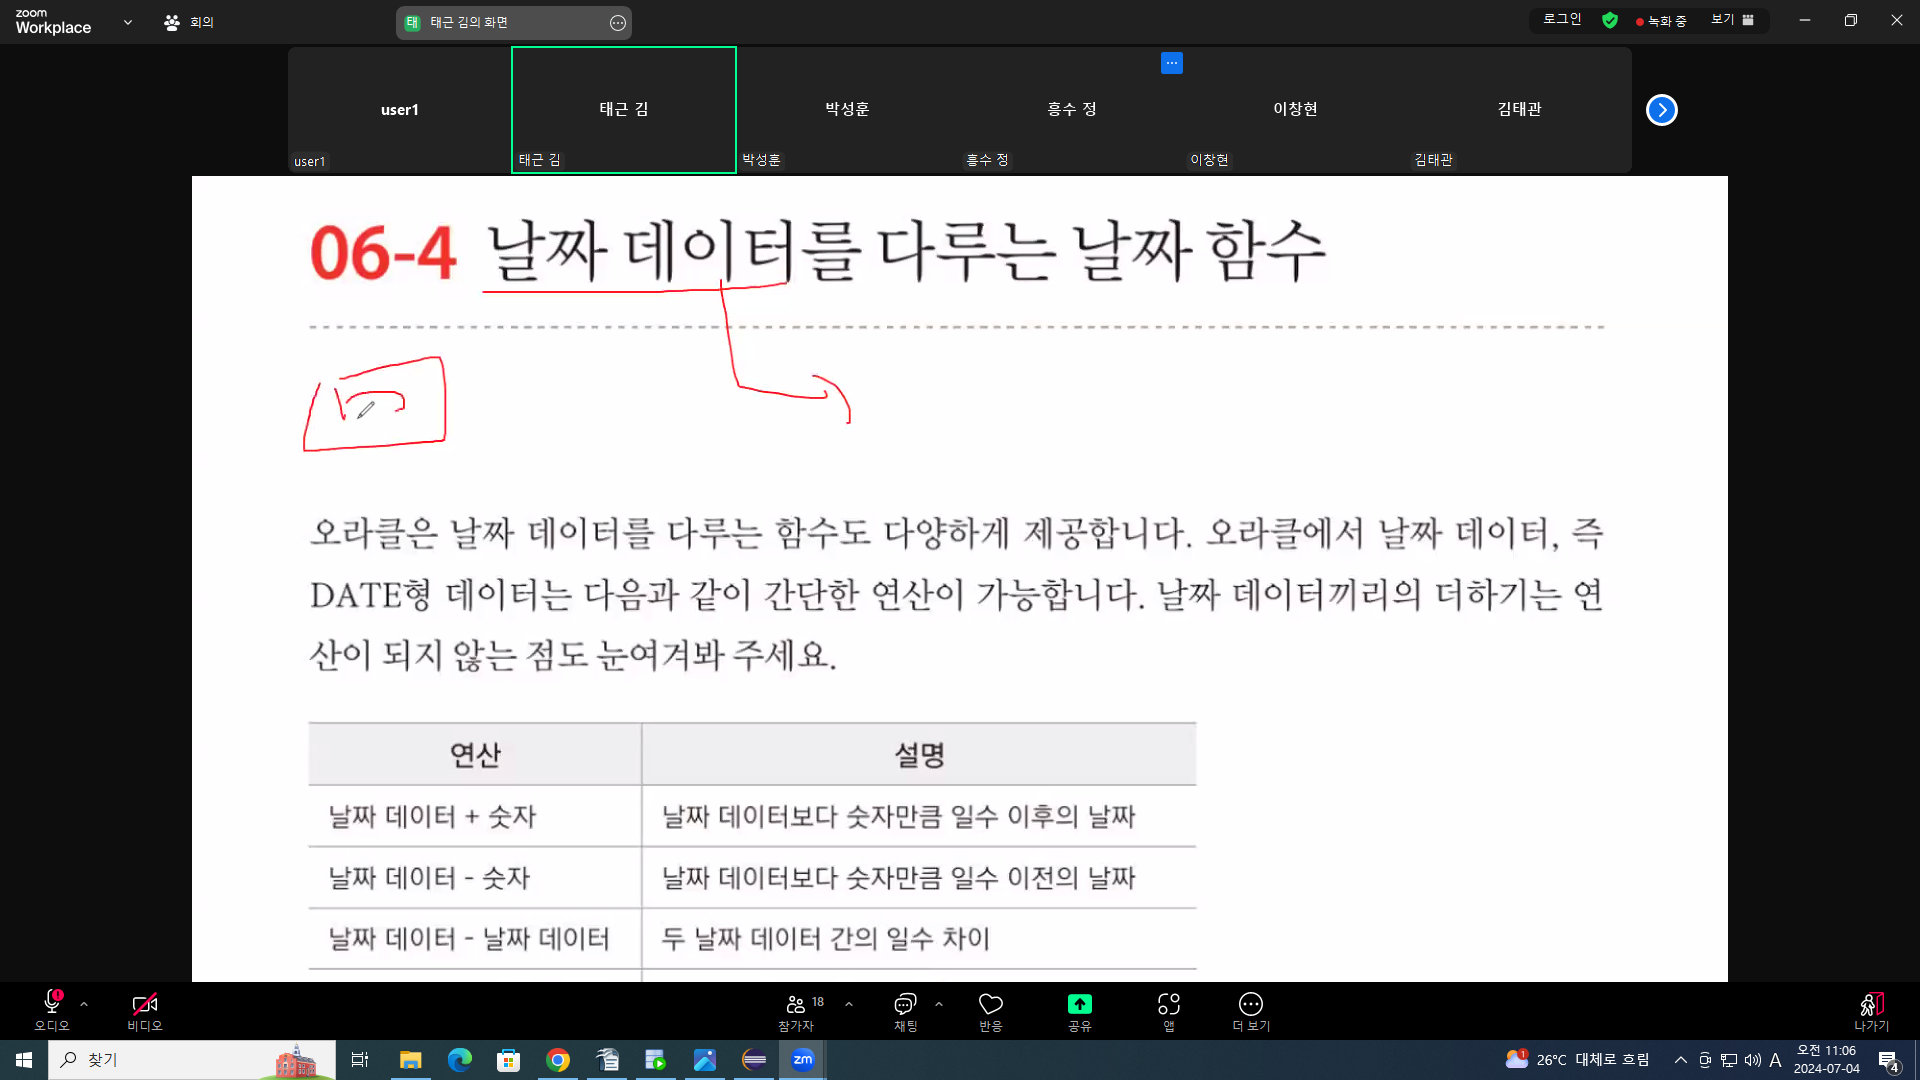 zoom
Workplace
회의
태 태근 김의 화면
로그인
녹화 중
보기
user1
태근 김
박성훈
흥수 정
이창현
김태관
user1
태근 김
박성훈
흥수 정
이창현
김태관
06-4 날짜 데이터를 다루는 날짜 함수
오라클은 날짜 데이터를 다루는 함수도 다양하게 제공합니다. 오라클에서 날짜 데이터, 즉
DATE형 데이터는 다음과 같이 간단한 연산이 가능합니다. 날짜 데이터끼리의 더하기는 연
산이 되지 않는 점도 눈여겨봐 주세요.
연산 설명
날짜 데이터 + 숫자 날짜 데이터보다 숫자만큼 일수 이후의 날짜
날짜 데이터 - 숫자 날짜 데이터보다 숫자만큼 일수 이전의 날짜
날짜 데이터 - 날짜 데이터 두 날짜 데이터 간의 일수 차이
오디오
비디오
18
참가자
채팅
반응
공유
앱
더 보기
나가기
찾기
zm
1
26°C 대체로 흐림
A
오전 11:06
2024-07-04
4